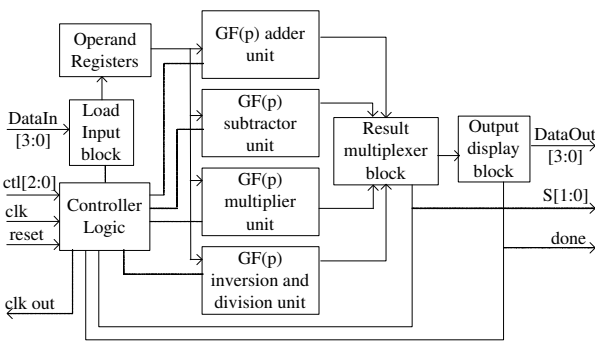 Operand
Registers
GF(p) adder
unit
DataIn
[3:0]
Load
Input
block
GF(p)
subtractor
unit
Result
multiplexer
block
Output
display
block
DataOut
[3:0]
ctl[2:0]
clk
reset
Controller
Logic
GF(p)
multiplier
unit
S[1:0]
done
GF(p)
inversion and
division unit
clk out